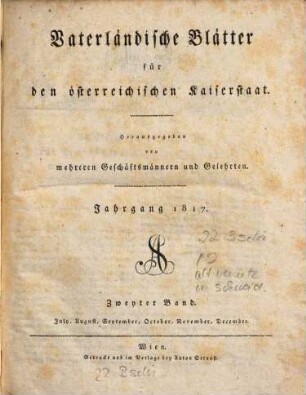 Vaterländische Blätter
für
den österreichischen Kaiserstaat.
Herausgegeben
von
mehreren Geschäftsmännern und Gelehrten.
Jahrgang 1817.
Zweyter Band.
July. August. September. October. November. December.
Wien.
Gedruckt und im Verlage bey Anton Strauß.